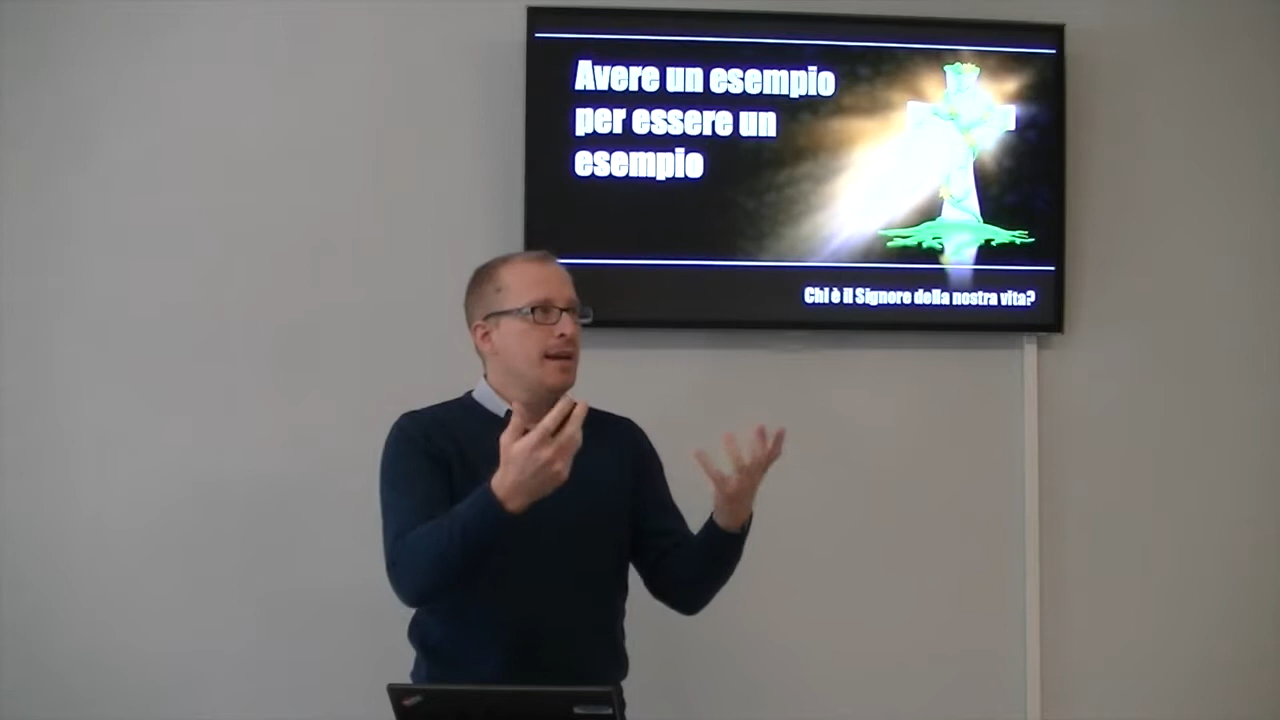 Avere un esempio
per essere un
esempio
Chi è il Signore della nostra vita?